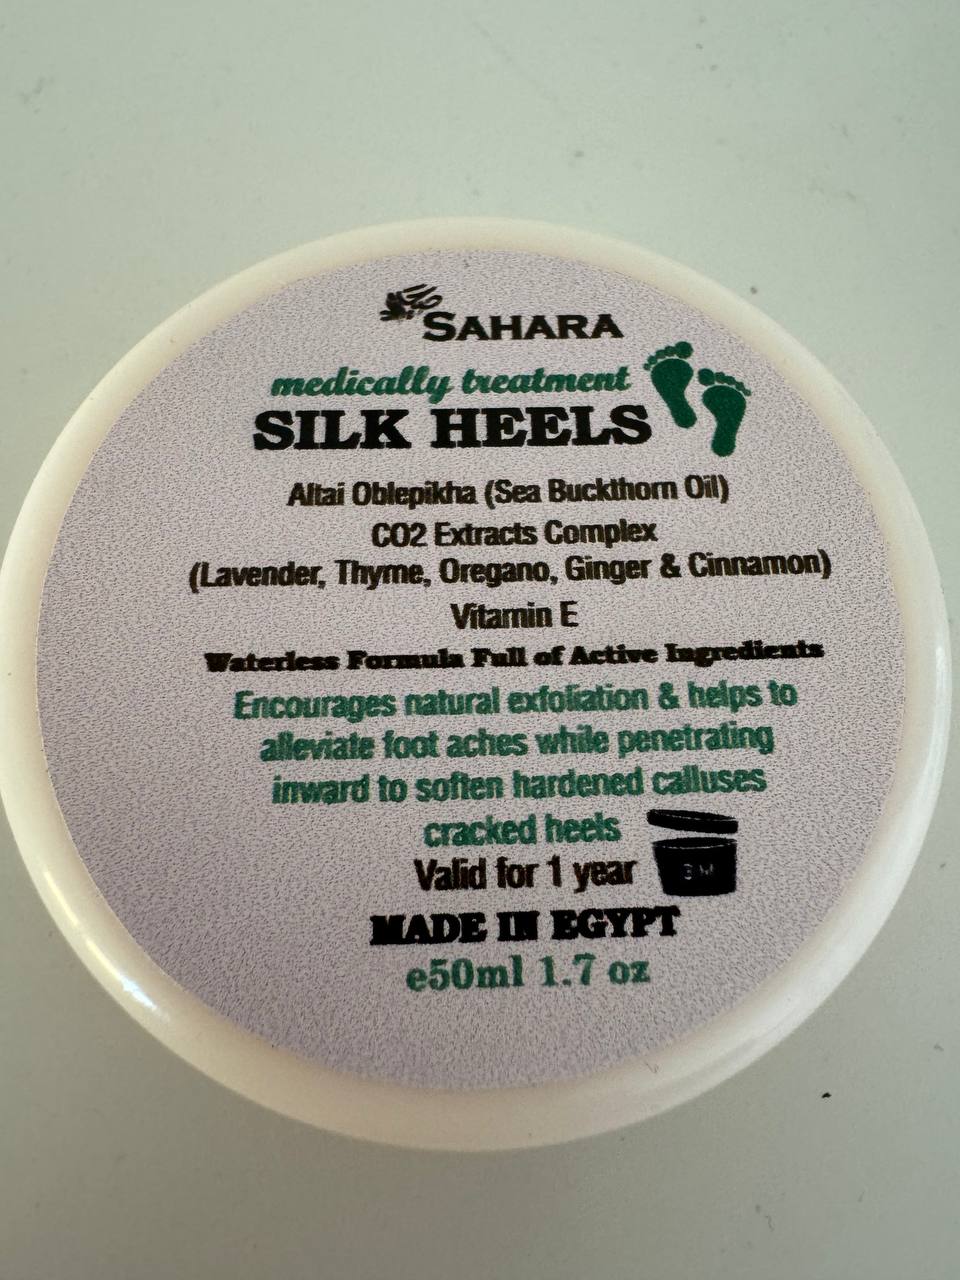 SAHARA
medically treatment
SILK HEELS
Altai Oblepikha (Sea Buckthorn Oil)
CO2 Extracts Complex
(Lavender, Thyme, Oregano, Ginger & Cinnamon)
Vitamin E
Waterless Formula Full of Active Ingredients
Encourages natural exfoliation & helps to
alleviate foot aches while penetrating
inward to soften hardened calluses
cracked heels
Valid for 1 year
MADE IN EGYPT
e50ml 1.7 oz